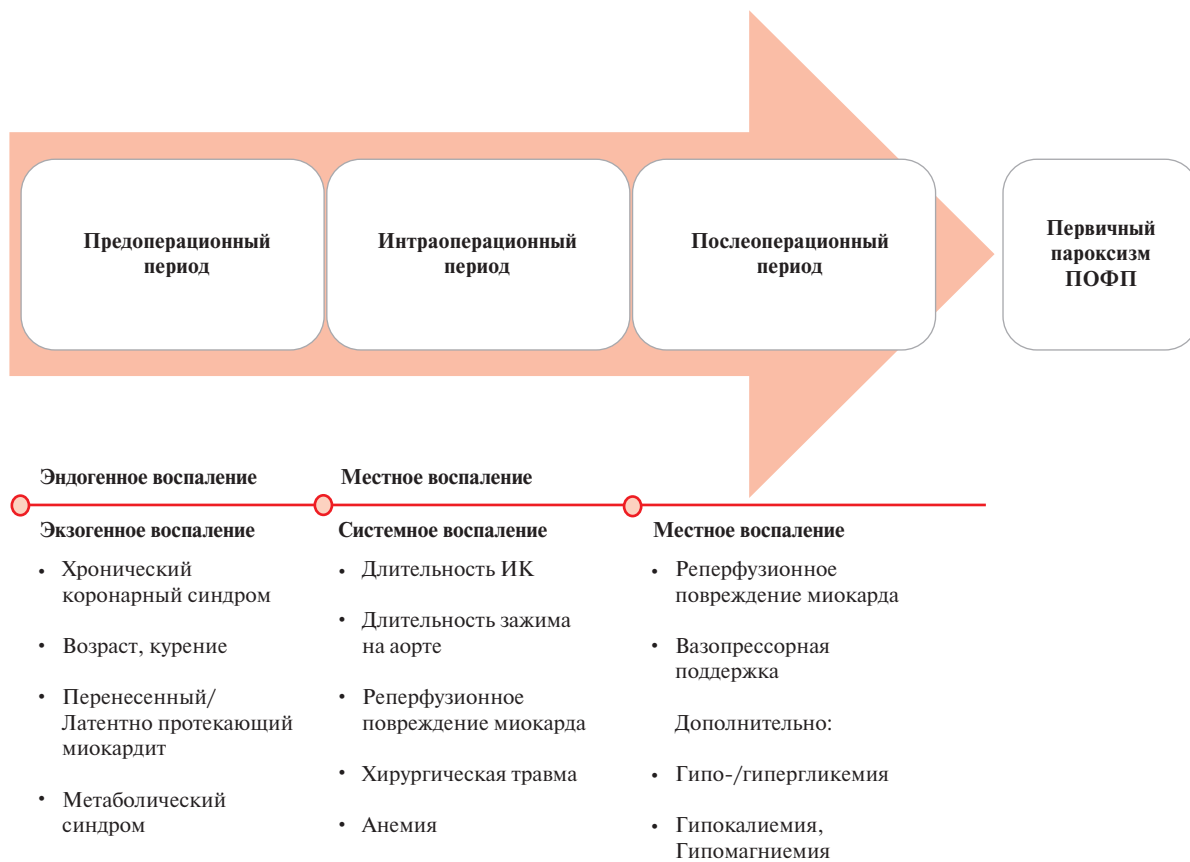 Предоперационный
период
Интраоперационный
период
Послеоперационный
период
Первичный
пароксизм
ПОФП
Эндогенное воспаление
Экзогенное воспаление
• Хронический
коронарный синдром
• Возраст, курение
• Перенесенный/
Латентно протекающий
миокардит
• Метаболический
синдром
Местное воспаление
Системное воспаление
• Длительность ИК
• Длительность зажима
на аорте
• Реперфузионное
повреждение миокарда
• Хирургическая травма
• Анемия
Местное воспаление
• Реперфузионное
повреждение миокарда
• Вазопрессорная
поддержка
Дополнительно:
• Гипо-/гипергликемия
• Гипокалиемия,
Гипомагниемия